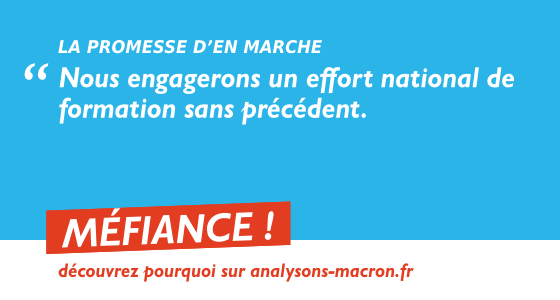 LA PROMESSE D’EN MARCHE
“ Nous engagerons un effort national de
formation sans précédent.
MÉFIANCE !
découvrez pourquoi sur analysons-macron.fr